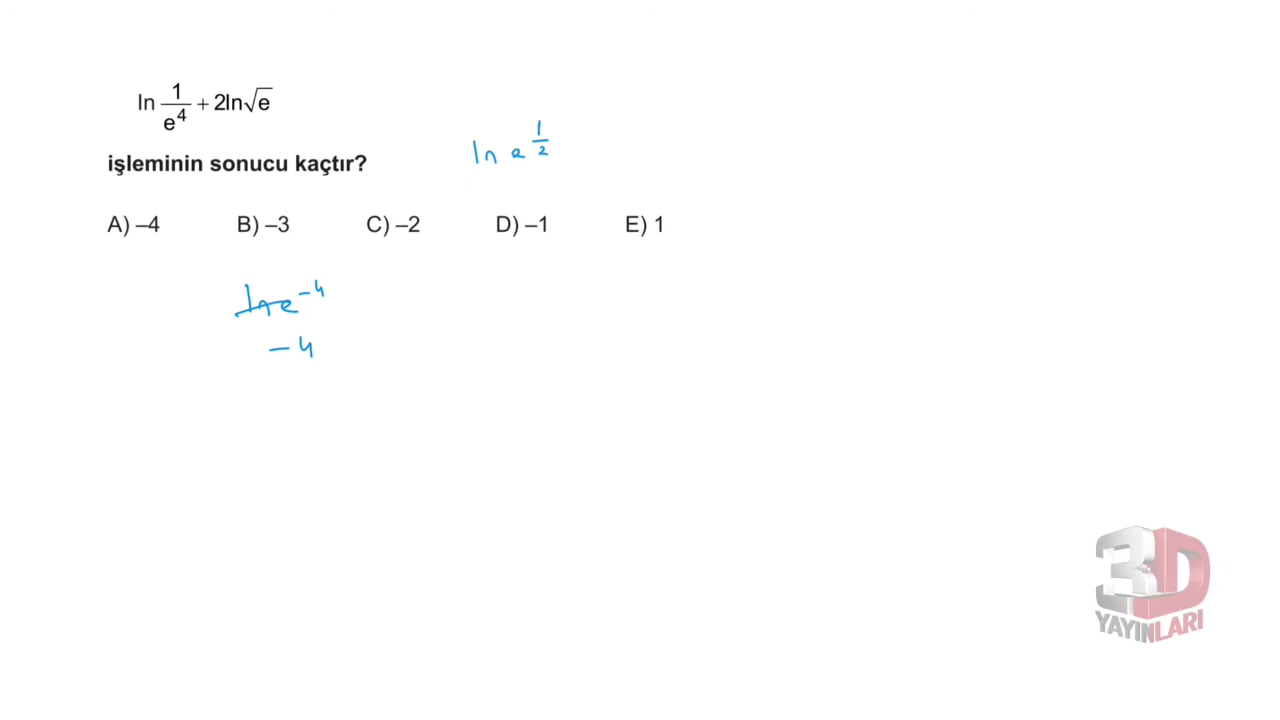 ln 1/e⁴ + 2ln√e
işleminin sonucu kaçtır?
ln e^(1/2)
A) –4 B) –3 C) –2 D) –1 E) 1
ln e⁻⁴
–4
3D
YAYINLARI